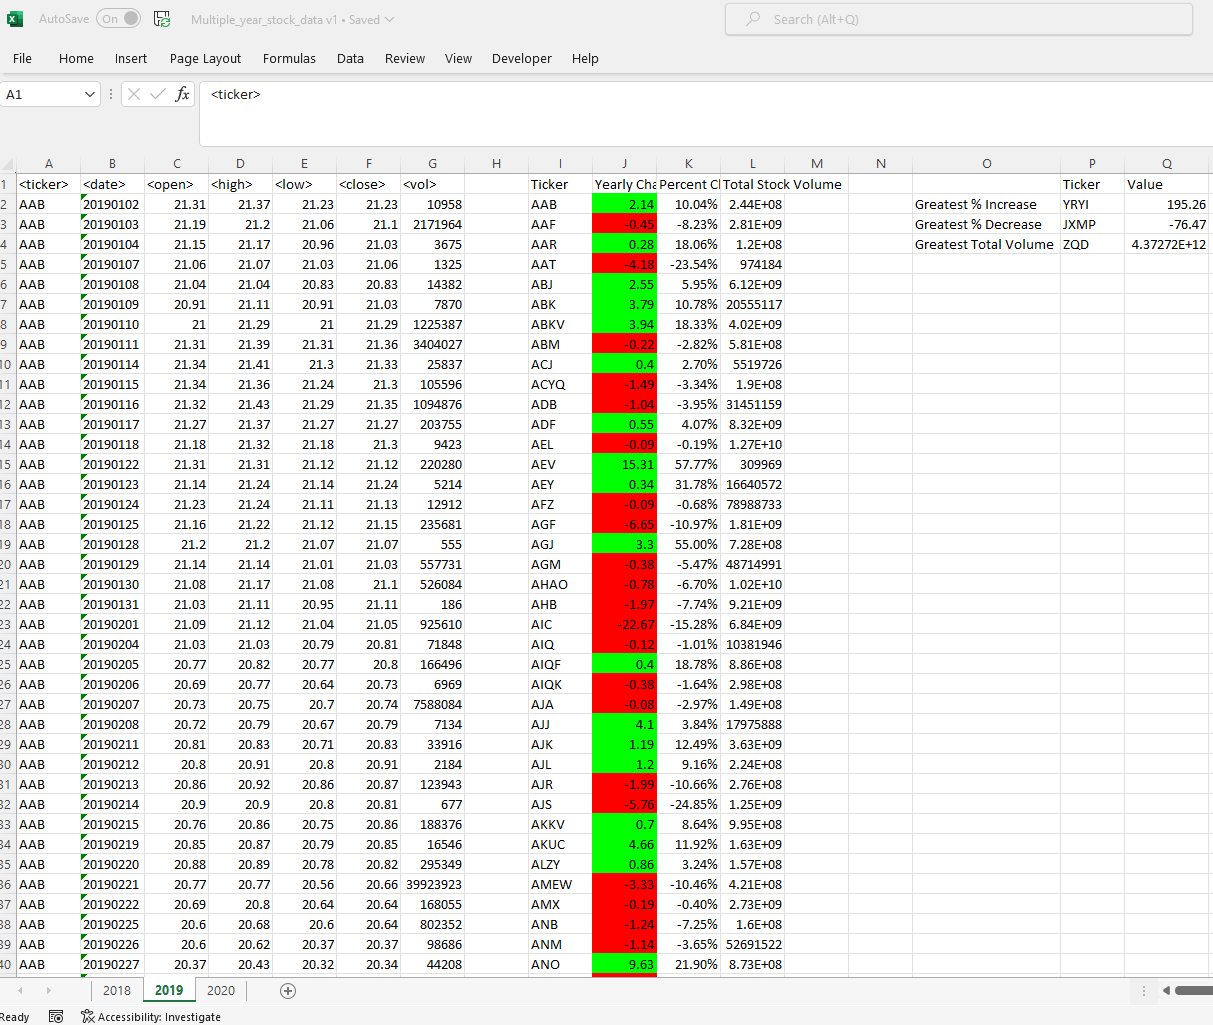 AutoSave Off Multiple_year_stock_data v1 • Saved Search (Alt+Q)
File Home Insert Page Layout Formulas Data Review View Developer Help
A1 fx <ticker>
A B C D E F G H I J K L M N O P Q
1 <ticker> <date> <open> <high> <low> <close> <vol> Ticker Yearly Cha Percent Cl Total Stock Volume Ticker Value
2 AAB 20190102 21.31 21.37 21.23 21.23 10958 AAB 2.14 10.04% 2.44E+08 Greatest % Increase YRYI 195.26
3 AAB 20190103 21.19 21.2 21.06 21.1 2171964 AAF -0.45 -8.23% 2.81E+09 Greatest % Decrease JXMP -76.47
4 AAB 20190104 21.15 21.17 20.96 21.03 3675 AAR 0.28 18.06% 1.2E+08 Greatest Total Volume ZQD 4.37272E+12
5 AAB 20190107 21.06 21.07 21.03 21.06 1325 AAT -4.18 -23.54% 974184
6 AAB 20190108 21.04 21.04 20.83 20.83 14382 ABJ 2.55 5.95% 6.12E+09
7 AAB 20190109 20.91 21.11 20.91 21.03 7870 ABK 3.79 10.78% 20555117
8 AAB 20190110 21 21.29 21 21.29 1225387 ABKV 3.94 18.33% 4.02E+09
9 AAB 20190111 21.31 21.39 21.31 21.36 3404027 ABM -0.22 -2.82% 5.81E+08
10 AAB 20190114 21.34 21.41 21.3 21.33 25837 ACJ 0.4 2.70% 5519726
11 AAB 20190115 21.34 21.36 21.24 21.3 105596 ACYQ -1.49 -3.34% 1.9E+08
12 AAB 20190116 21.32 21.43 21.29 21.35 1094876 ADB -1.04 -3.95% 31451159
13 AAB 20190117 21.27 21.37 21.27 21.27 203755 ADF 0.55 4.07% 8.32E+09
14 AAB 20190118 21.18 21.32 21.18 21.3 9423 AEL -0.09 -0.19% 1.27E+10
15 AAB 20190122 21.31 21.31 21.12 21.12 220280 AEV 15.31 57.77% 309969
16 AAB 20190123 21.14 21.24 21.14 21.24 5214 AEY 0.34 31.78% 16640572
17 AAB 20190124 21.23 21.24 21.11 21.13 12912 AFZ -0.09 -0.68% 78988733
18 AAB 20190125 21.16 21.22 21.12 21.15 235681 AGF -6.65 -10.97% 1.81E+09
19 AAB 20190128 21.2 21.2 21.07 21.07 555 AGJ 3.3 55.00% 7.28E+08
20 AAB 20190129 21.14 21.14 21.01 21.03 557731 AGM -0.38 -5.47% 48714991
21 AAB 20190130 21.08 21.17 21.08 21.1 526084 AHAO -0.78 -6.70% 1.02E+10
22 AAB 20190131 21.03 21.11 20.95 21.11 186 AHB -1.97 -7.74% 9.21E+09
23 AAB 20190201 21.09 21.12 21.04 21.05 925610 AIC -22.67 -15.28% 6.84E+09
24 AAB 20190204 21.03 21.03 20.79 20.81 71848 AIQ -0.12 -1.01% 10381946
25 AAB 20190205 20.77 20.82 20.77 20.8 166496 AIQF 0.4 18.78% 8.86E+08
26 AAB 20190206 20.69 20.77 20.64 20.73 6969 AIQK -0.38 -1.64% 2.98E+08
27 AAB 20190207 20.73 20.75 20.7 20.74 7588084 AJA -0.08 -2.97% 1.49E+08
28 AAB 20190208 20.72 20.79 20.67 20.79 7134 AJJ 4.1 3.84% 17975888
29 AAB 20190211 20.81 20.83 20.71 20.83 33916 AJK 1.19 12.49% 3.63E+09
30 AAB 20190212 20.8 20.91 20.8 20.91 2184 AJL 1.2 9.16% 2.24E+08
31 AAB 20190213 20.86 20.92 20.86 20.87 123943 AJR -1.99 -10.66% 2.76E+08
32 AAB 20190214 20.9 20.9 20.8 20.81 677 AJS -5.76 -24.85% 1.25E+09
33 AAB 20190215 20.76 20.86 20.75 20.86 188376 AKKV 0.7 8.64% 9.95E+08
34 AAB 20190219 20.85 20.87 20.79 20.85 16546 AKUC 4.66 11.92% 1.63E+09
35 AAB 20190220 20.88 20.89 20.78 20.82 295349 ALZY 0.86 3.24% 1.57E+08
36 AAB 20190221 20.77 20.77 20.56 20.66 39923923 AMEW -3.33 -10.46% 4.21E+08
37 AAB 20190222 20.69 20.8 20.64 20.64 168055 AMX -0.19 -0.40% 2.73E+09
38 AAB 20190225 20.6 20.68 20.6 20.64 802352 ANB -1.24 -7.25% 1.6E+08
39 AAB 20190226 20.6 20.62 20.37 20.37 98686 ANM -1.14 -3.65% 52691522
40 AAB 20190227 20.37 20.43 20.32 20.34 44208 ANO 9.63 21.90% 8.73E+08
2018 2019 2020
Ready Accessibility: Investigate